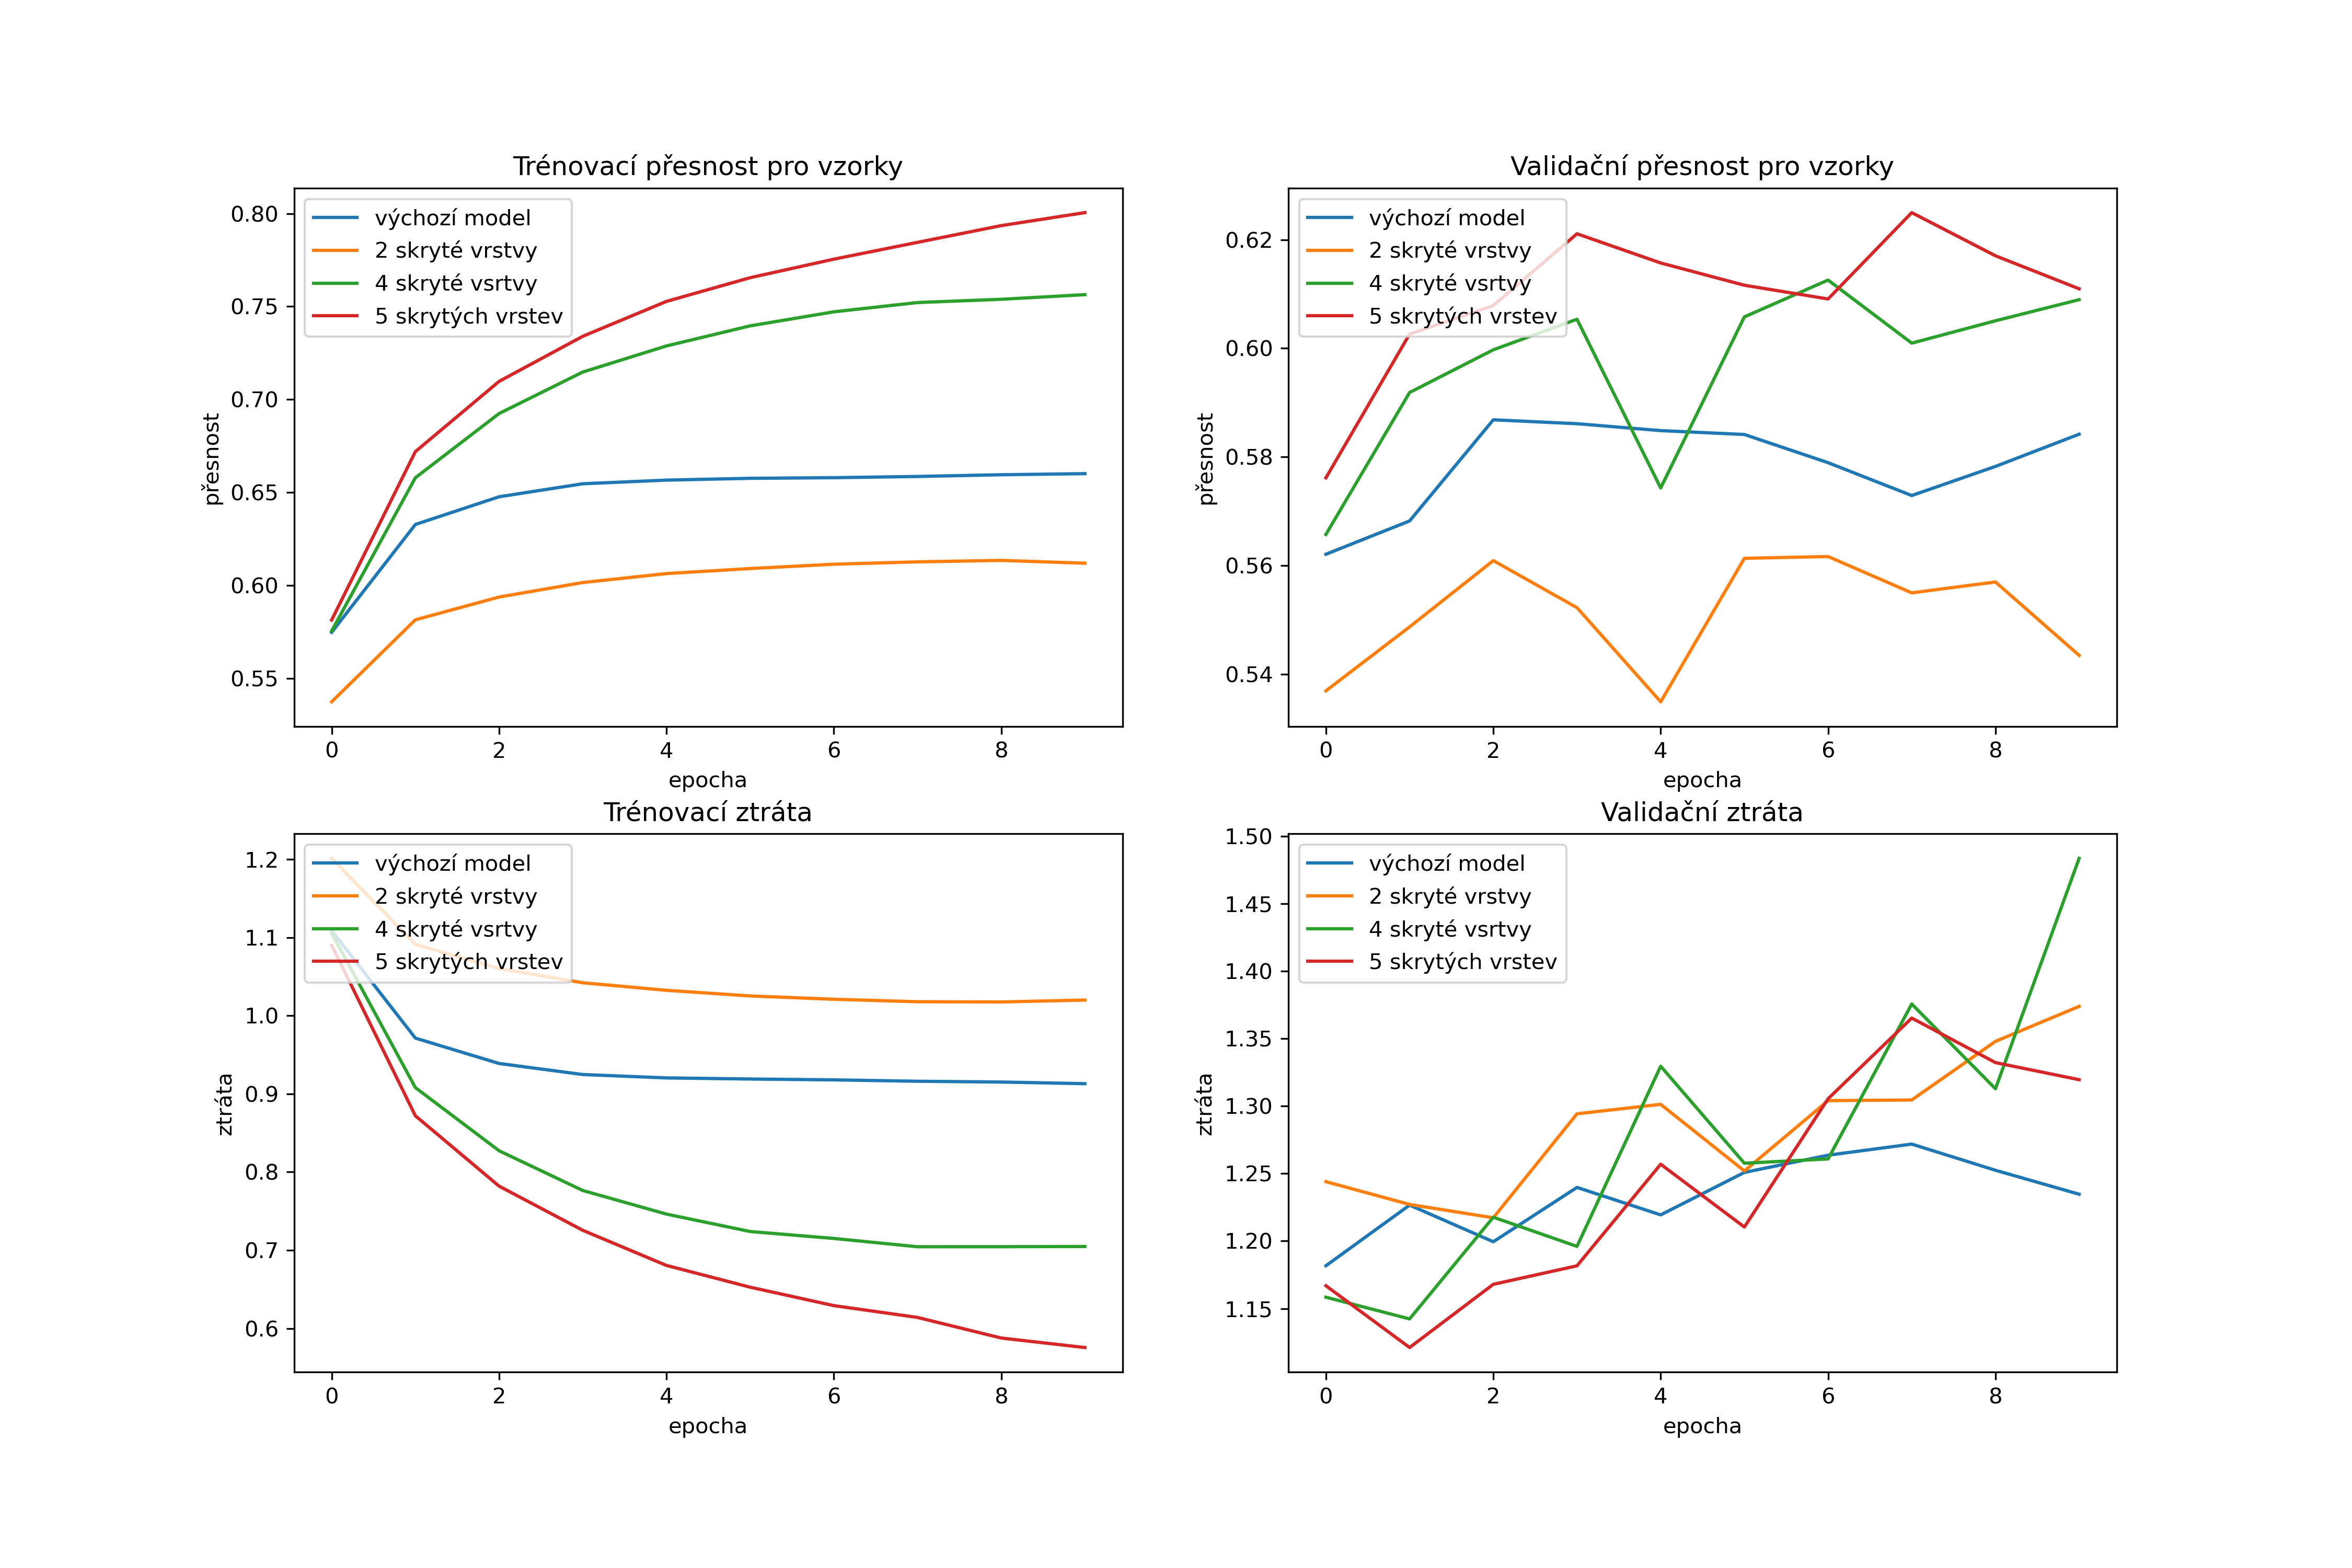 Trénovací přesnost pro vzorky
0.80
0.75
0.70
0.65
0.60
0.55
přesnost
výchozí model
2 skryté vrstvy
4 skryté vsrtvy
5 skrytých vrstev
0 2 4 6 8
epocha
Validační přesnost pro vzorky
0.62
0.60
0.58
0.56
0.54
přesnost
výchozí model
2 skryté vrstvy
4 skryté vsrtvy
5 skrytých vrstev
0 2 4 6 8
epocha
Trénovací ztráta
1.2
1.1
1.0
0.9
0.8
0.7
0.6
ztráta
výchozí model
2 skryté vrstvy
4 skryté vsrtvy
5 skrytých vrstev
0 2 4 6 8
epocha
Validační ztráta
1.50
1.45
1.40
1.35
1.30
1.25
1.20
1.15
ztráta
výchozí model
2 skryté vrstvy
4 skryté vsrtvy
5 skrytých vrstev
0 2 4 6 8
epocha